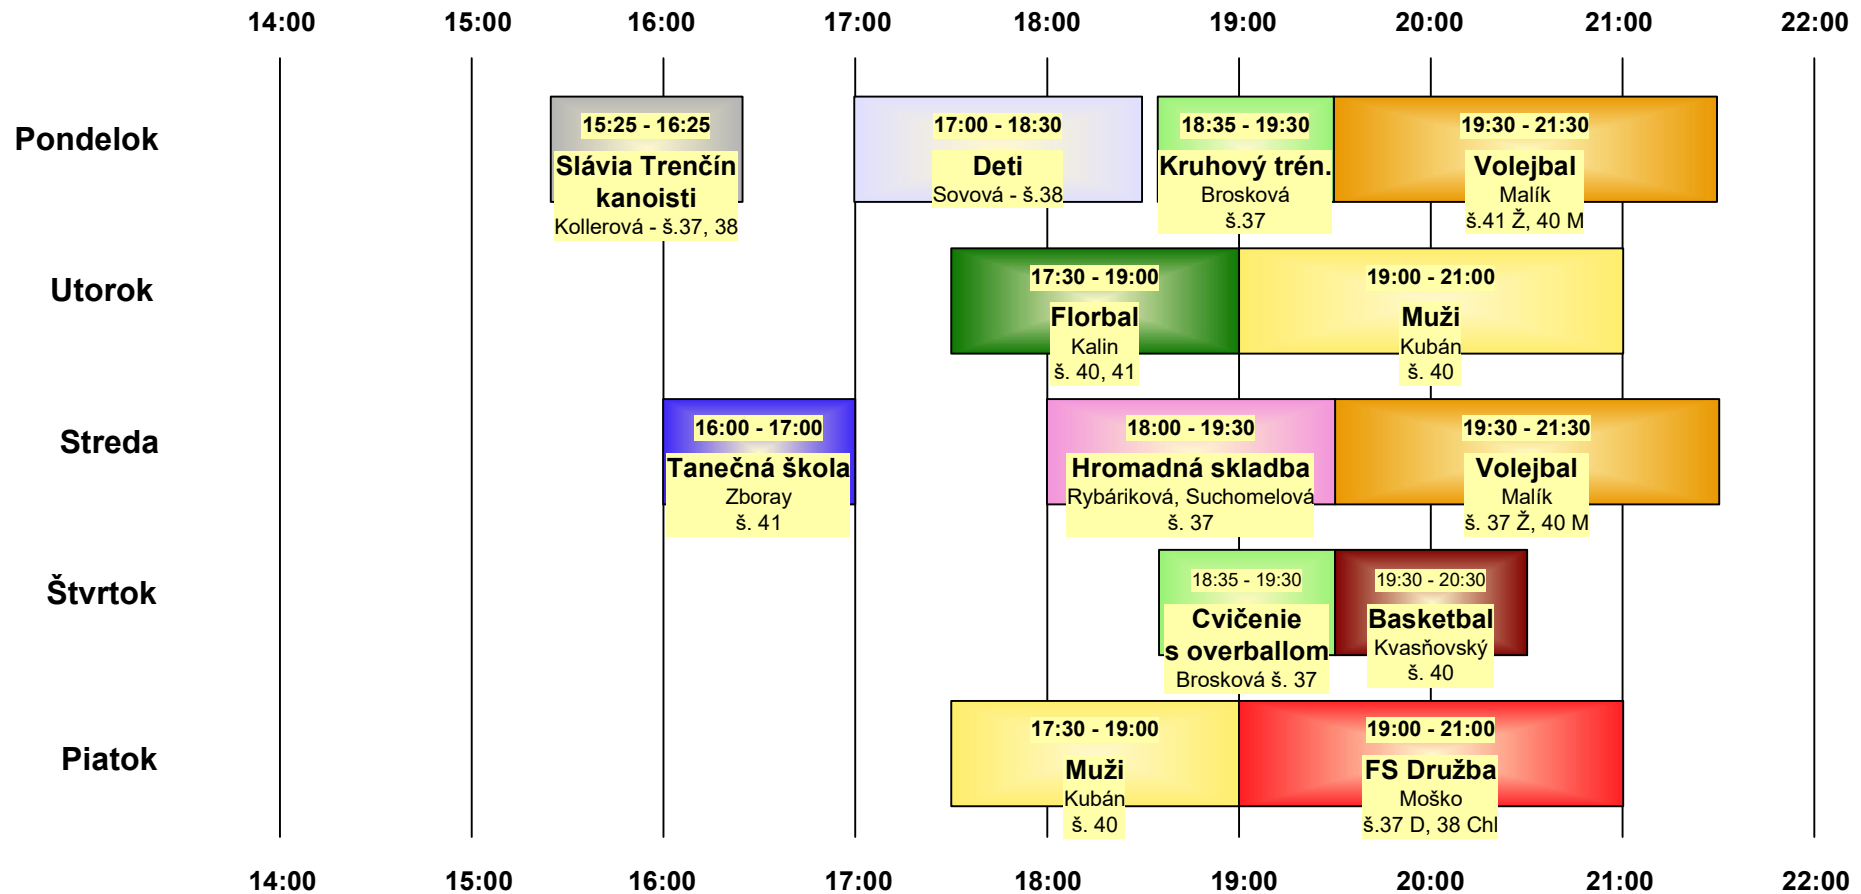 14:00 15:00 16:00 17:00 18:00 19:00 20:00 21:00 22:00
Pondelok
15:25 - 16:25
Slávia Trenčín
kanoisti
Kollerová - š.37, 38
17:00 - 18:30
Deti
Sovová - š.38
18:35 - 19:30
Kruhový trén.
Brosková
š.37
19:30 - 21:30
Volejbal
Malík
š.41 Ž, 40 M
Utorok
17:30 - 19:00
Florbal
Kalin
š. 40, 41
19:00 - 21:00
Muži
Kubán
š. 40
Streda
16:00 - 17:00
Tanečná škola
Zboray
š. 41
18:00 - 19:30
Hromadná skladba
Rybáriková, Suchomelová
š. 37
19:30 - 21:30
Volejbal
Malík
š. 37 Ž, 40 M
Štvrtok
18:35 - 19:30
Cvičenie
s overballom
Brosková š. 37
19:30 - 20:30
Basketbal
Kvasňovský
š. 40
Piatok
17:30 - 19:00
Muži
Kubán
š. 40
19:00 - 21:00
FS Družba
Moško
š.37 D, 38 Chl
14:00 15:00 16:00 17:00 18:00 19:00 20:00 21:00 22:00